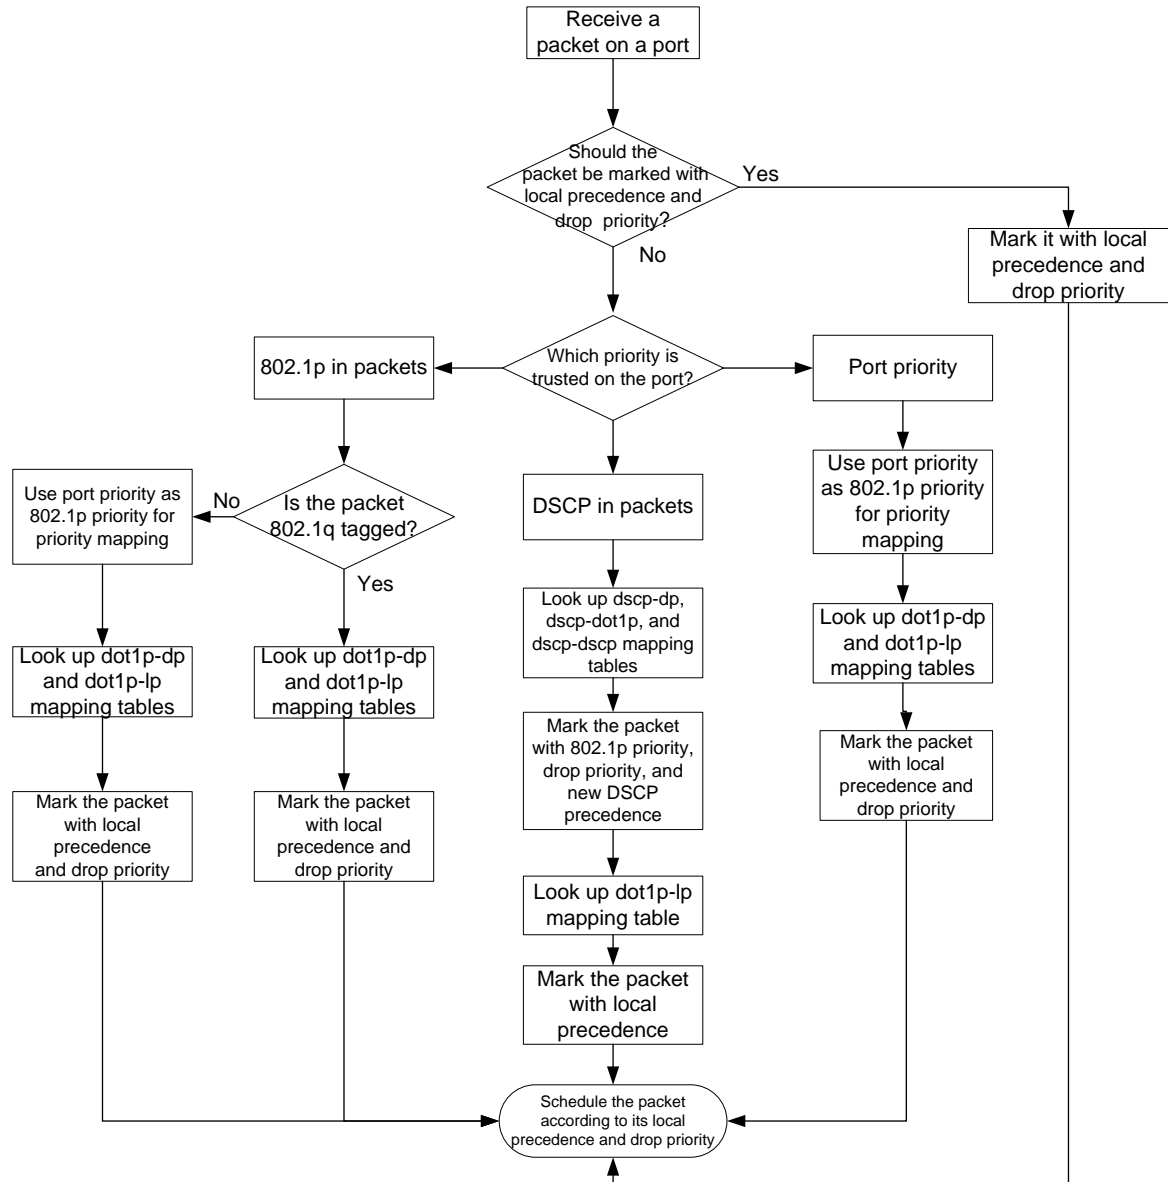 Receive a
packet on a port
Should the
packet be marked with
local precedence and
drop priority?
Yes
No
Mark it with local
precedence and
drop priority
802.1p in packets
Which priority is
trusted on the port?
Port priority
Use port priority as
802.1p priority for
priority mapping
No
Is the packet
802.1q tagged?
Yes
DSCP in packets
Use port priority
as 802.1p priority
for priority
mapping
Look up dot1p-dp
and dot1p-lp
mapping tables
Look up dot1p-dp
and dot1p-lp
mapping tables
Look up dscp-dp,
dscp-dot1p, and
dscp-dscp mapping
tables
Look up dot1p-dp
and dot1p-lp
mapping tables
Mark the packet
with local
precedence
and drop priority
Mark the packet
with local
precedence and
drop priority
Mark the packet
with 802.1p priority,
drop priority, and
new DSCP
precedence
Mark the packet
with local
precedence and
drop priority
Look up dot1p-lp
mapping table
Mark the packet
with local
precedence
Schedule the packet
according to its local
precedence and drop priority